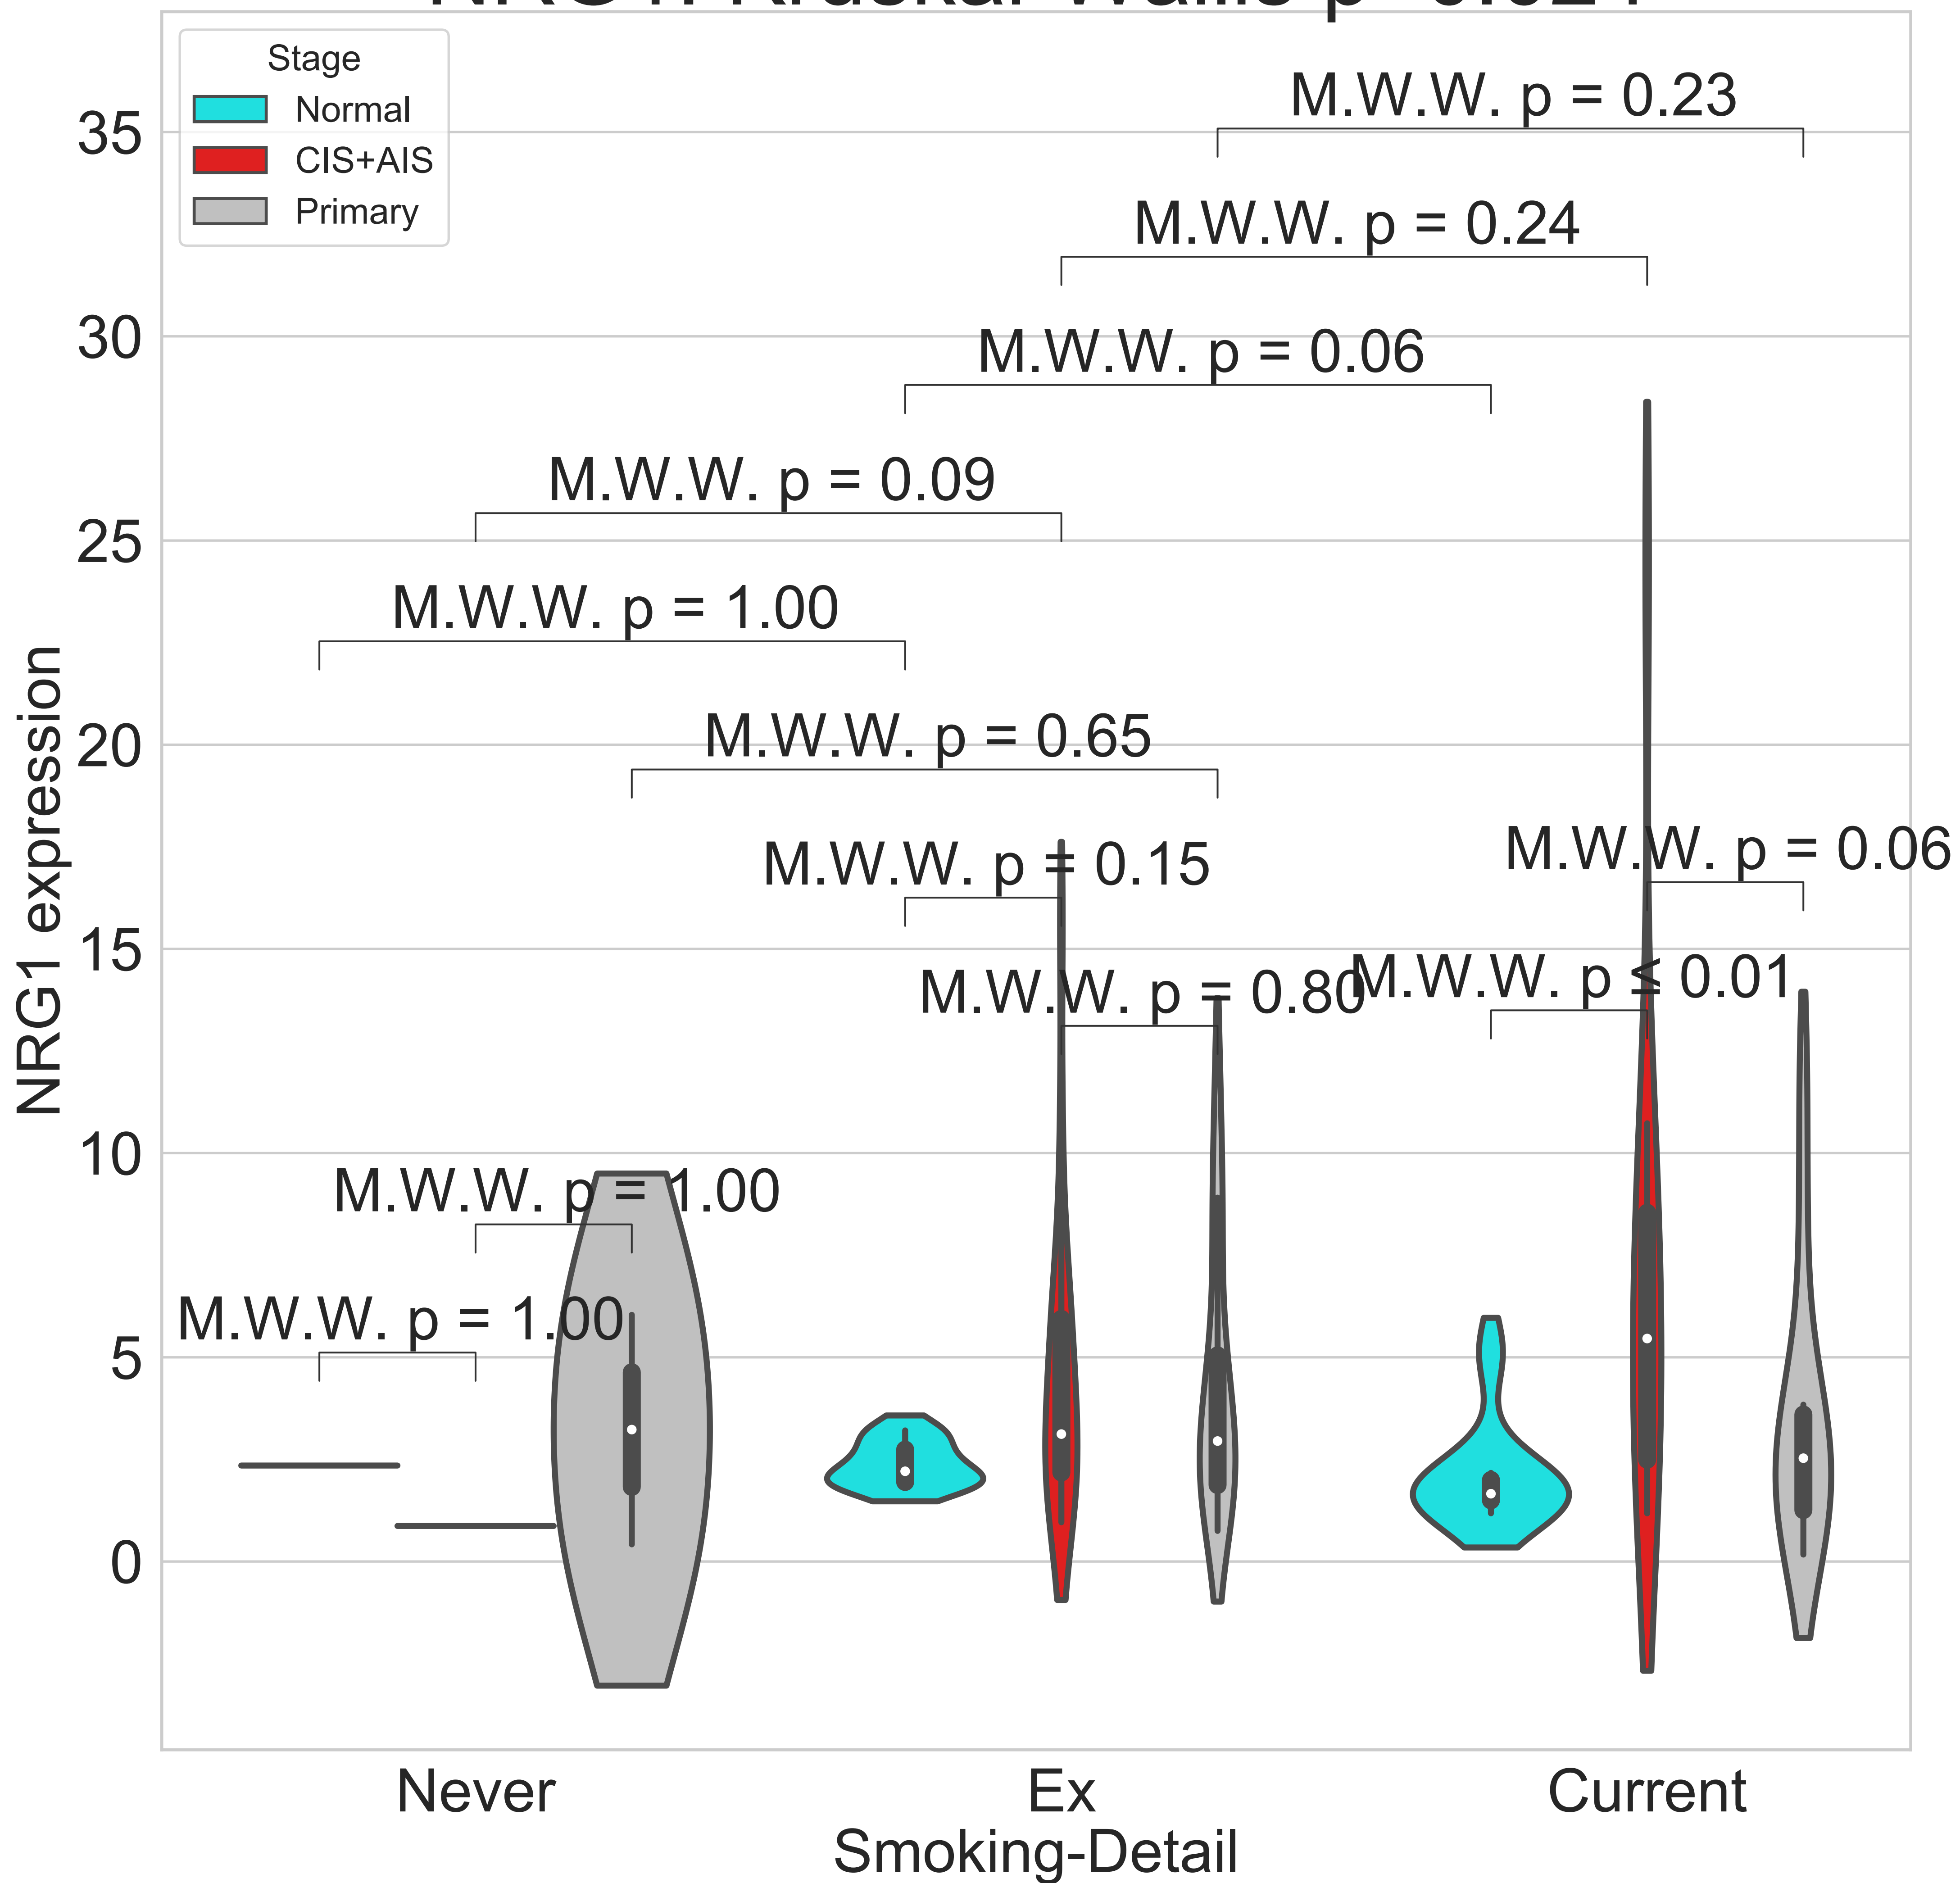 Stage
Normal
CIS+AIS
Primary
M.W.W. p = 0.23
M.W.W. p = 0.24
M.W.W. p = 0.06
M.W.W. p = 0.09
M.W.W. p = 1.00
M.W.W. p = 0.65
M.W.W. p = 0.15
M.W.W. p = 0.06
M.W.W. p = 0.80
M.W.W. p ≤ 0.01
M.W.W. p = 1.00
M.W.W. p = 1.00
35
30
25
20
15
10
5
0
NRG1 expression
Never
Ex
Current
Smoking-Detail